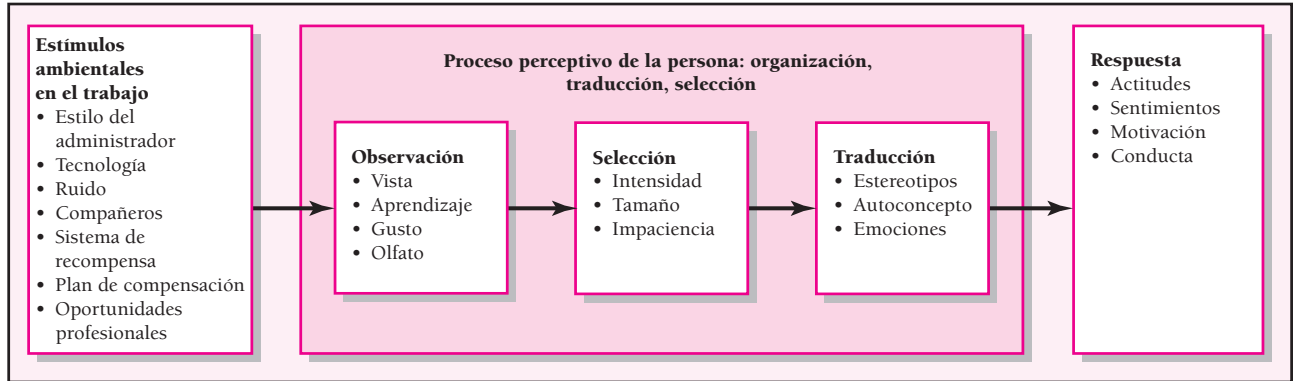 Estímulos
ambientales
en el trabajo
• Estilo del
administrador
• Tecnología
• Ruido
• Compañeros
• Sistema de
recompensa
• Plan de compensación
• Oportunidades
profesionales
Proceso perceptivo de la persona: organización,
traducción, selección
Observación
• Vista
• Aprendizaje
• Gusto
• Olfato
Selección
• Intensidad
• Tamaño
• Impaciencia
Traducción
• Estereotipos
• Autoconcepto
• Emociones
Respuesta
• Actitudes
• Sentimientos
• Motivación
• Conducta